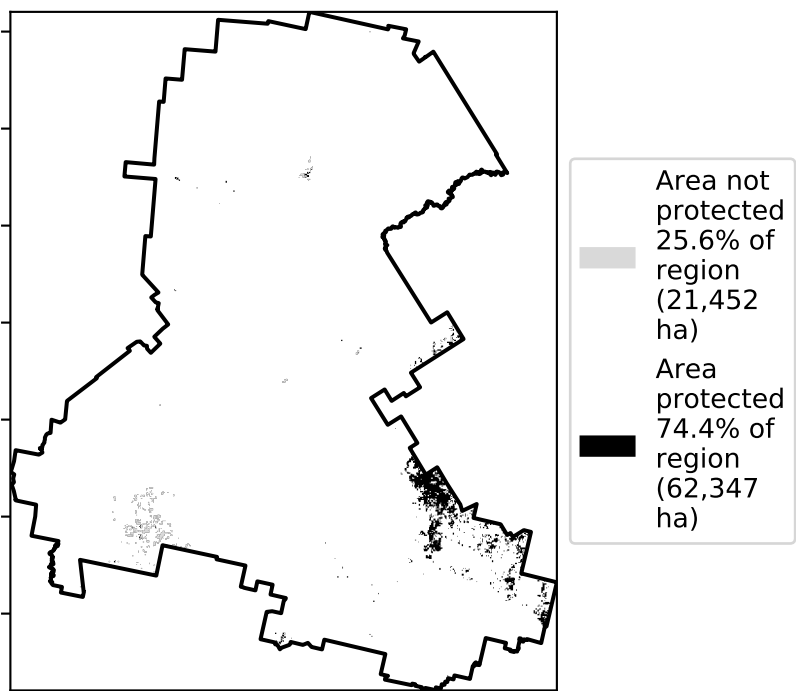 Area not
protected
25.6% of
region
(21,452
ha)
Area
protected
74.4% of
region
(62,347
ha)